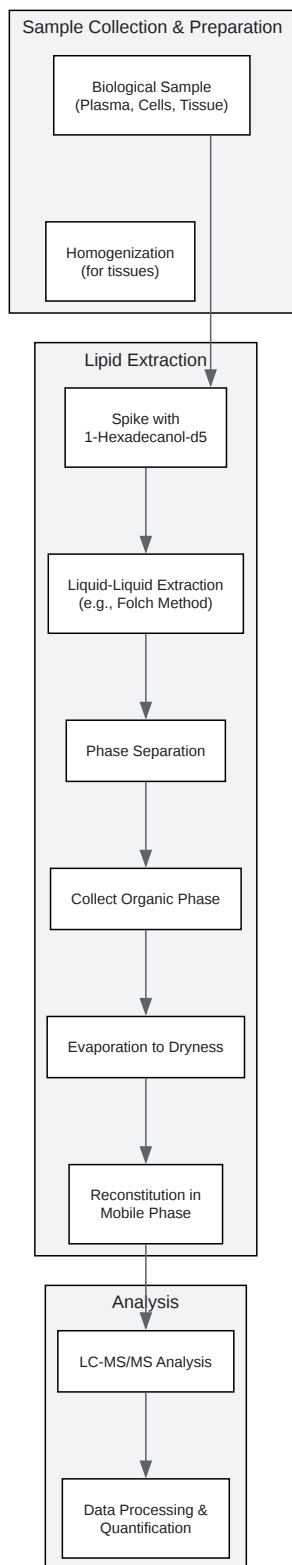 Sample Collection & Preparation
Biological Sample
(Plasma, Cells, Tissue)
Homogenization
(for tissues)
Lipid Extraction
Spike with
1-Hexadecanol-d5
Liquid-Liquid Extraction
(e.g., Folch Method)
Phase Separation
Collect Organic Phase
Evaporation to Dryness
Reconstitution in
Mobile Phase
Analysis
LC-MS/MS Analysis
Data Processing &
Quantification